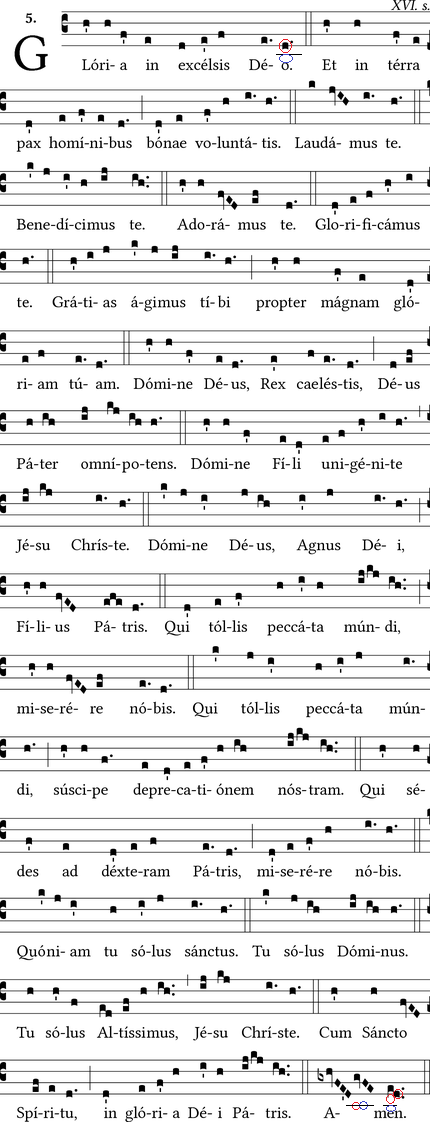 XVI. s.
5.
GLóri- a in excélsis Dé- o. Et in térra
pax homí-ni-bus bónae vo-luntá- tis. Laudá- mus te.
Bene-dí-cimus te. Ado-rá- mus te. Glo-ri-fi-cámus
te. Grá-ti- as á-gimus tí-bi propter mágnam gló-
ri- am tú- am. Dómi-ne Dé-us, Rex caelés-tis, Dé-us
Pá-ter omní-po-tens. Dómi-ne Fí-li uni-gé-ni-te
Jé-su Chrís-te. Dómi-ne Dé-us, Agnus Dé- i,
Fí-li- us Pá- tris. Qui tól-lis peccá-ta mún- di,
mi-se-ré- re nó-bis. Qui tól-lis peccá-ta mún-
di, súsci-pe depre-ca-ti- ónem nós-tram. Qui sé-
des ad déxte-ram Pá-tris, mi-se-ré-re nó-bis.
Quóni- am tu só-lus sánctus. Tu só-lus Dómi-nus.
Tu só-lus Al-tíssimus, Jé-su Chrí-ste. Cum Sáncto
Spí-ri-tu, in gló-ri- a Dé- i Pá- tris. A- men.